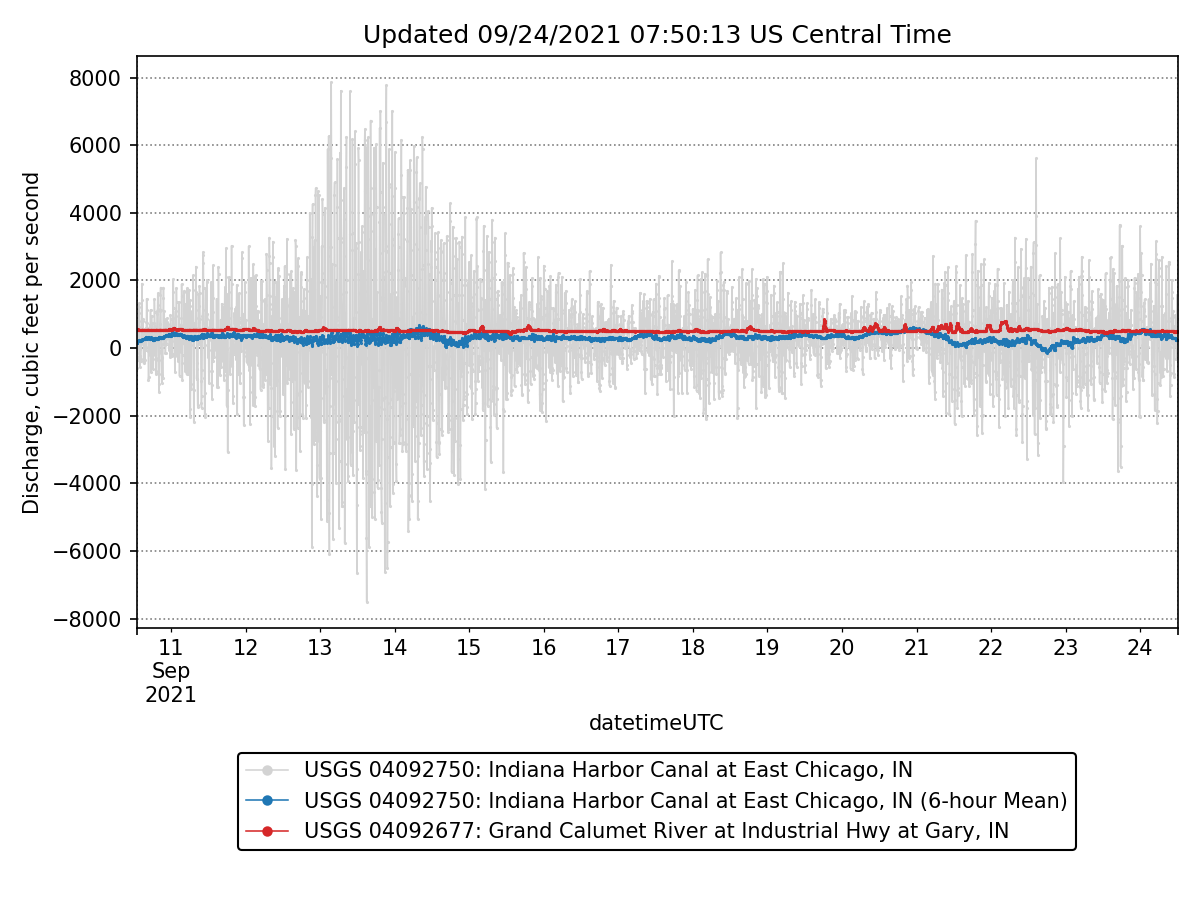 Updated 09/24/2021 07:50:13 US Central Time
Discharge, cubic feet per second
8000
6000
4000
2000
0
−2000
−4000
−6000
−8000
11 12 13 14 15 16 17 18 19 20 21 22 23 24
Sep
2021
datetimeUTC
USGS 04092750: Indiana Harbor Canal at East Chicago, IN
USGS 04092750: Indiana Harbor Canal at East Chicago, IN (6-hour Mean)
USGS 04092677: Grand Calumet River at Industrial Hwy at Gary, IN